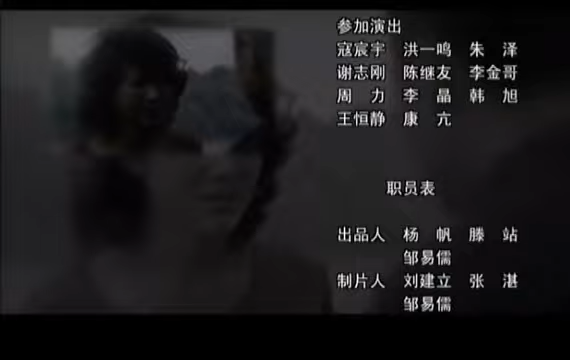 参加演出
寇宸宇 洪一鸣 朱 泽
谢志刚 陈继友 李金哥
周 力 李 晶 韩 旭
王恒静 康 亢
职员表
出品人 杨 帆 滕 站
邹易儒
制片人 刘建立 张 湛
邹易儒